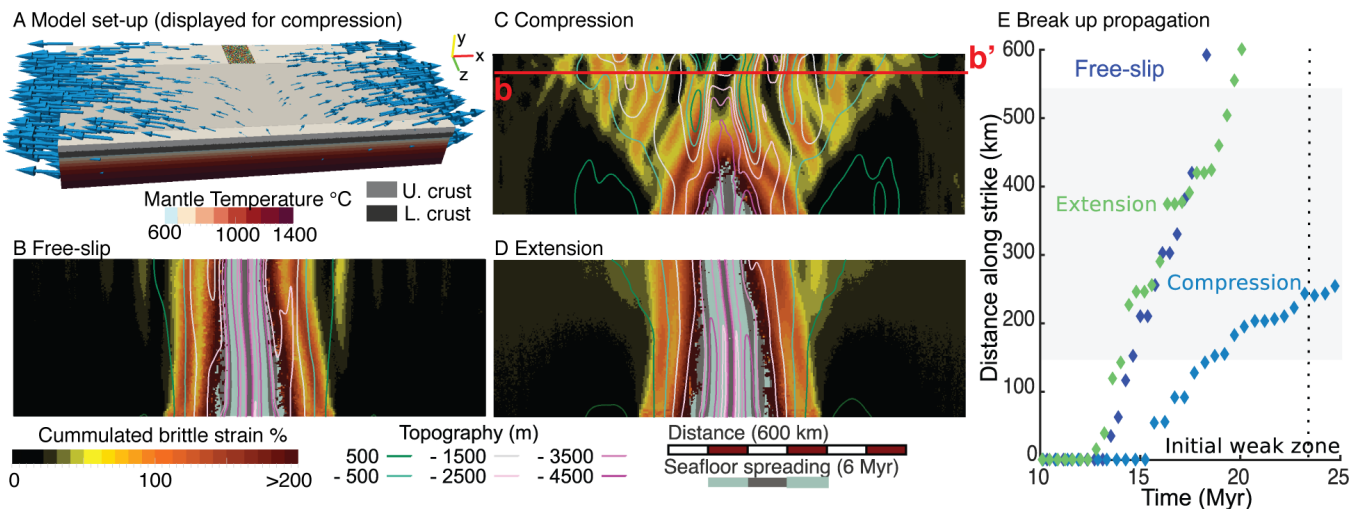 A Model set-up (displayed for compression)
y
x
z
Mantle Temperature °C
600 1000 1400
U. crust
L. crust
B Free-slip
C Compression
b
b'
D Extension
Cummulated brittle strain %
0 100 >200
Topography (m)
500 - 1500 - 3500
- 500 - 2500 - 4500
Distance (600 km)
Seafloor spreading (6 Myr)
E Break up propagation
Distance along strike (km)
600
500
400
300
200
100
0
Free-slip
Extension
Compression
Initial weak zone
10 15 20 25
Time (Myr)